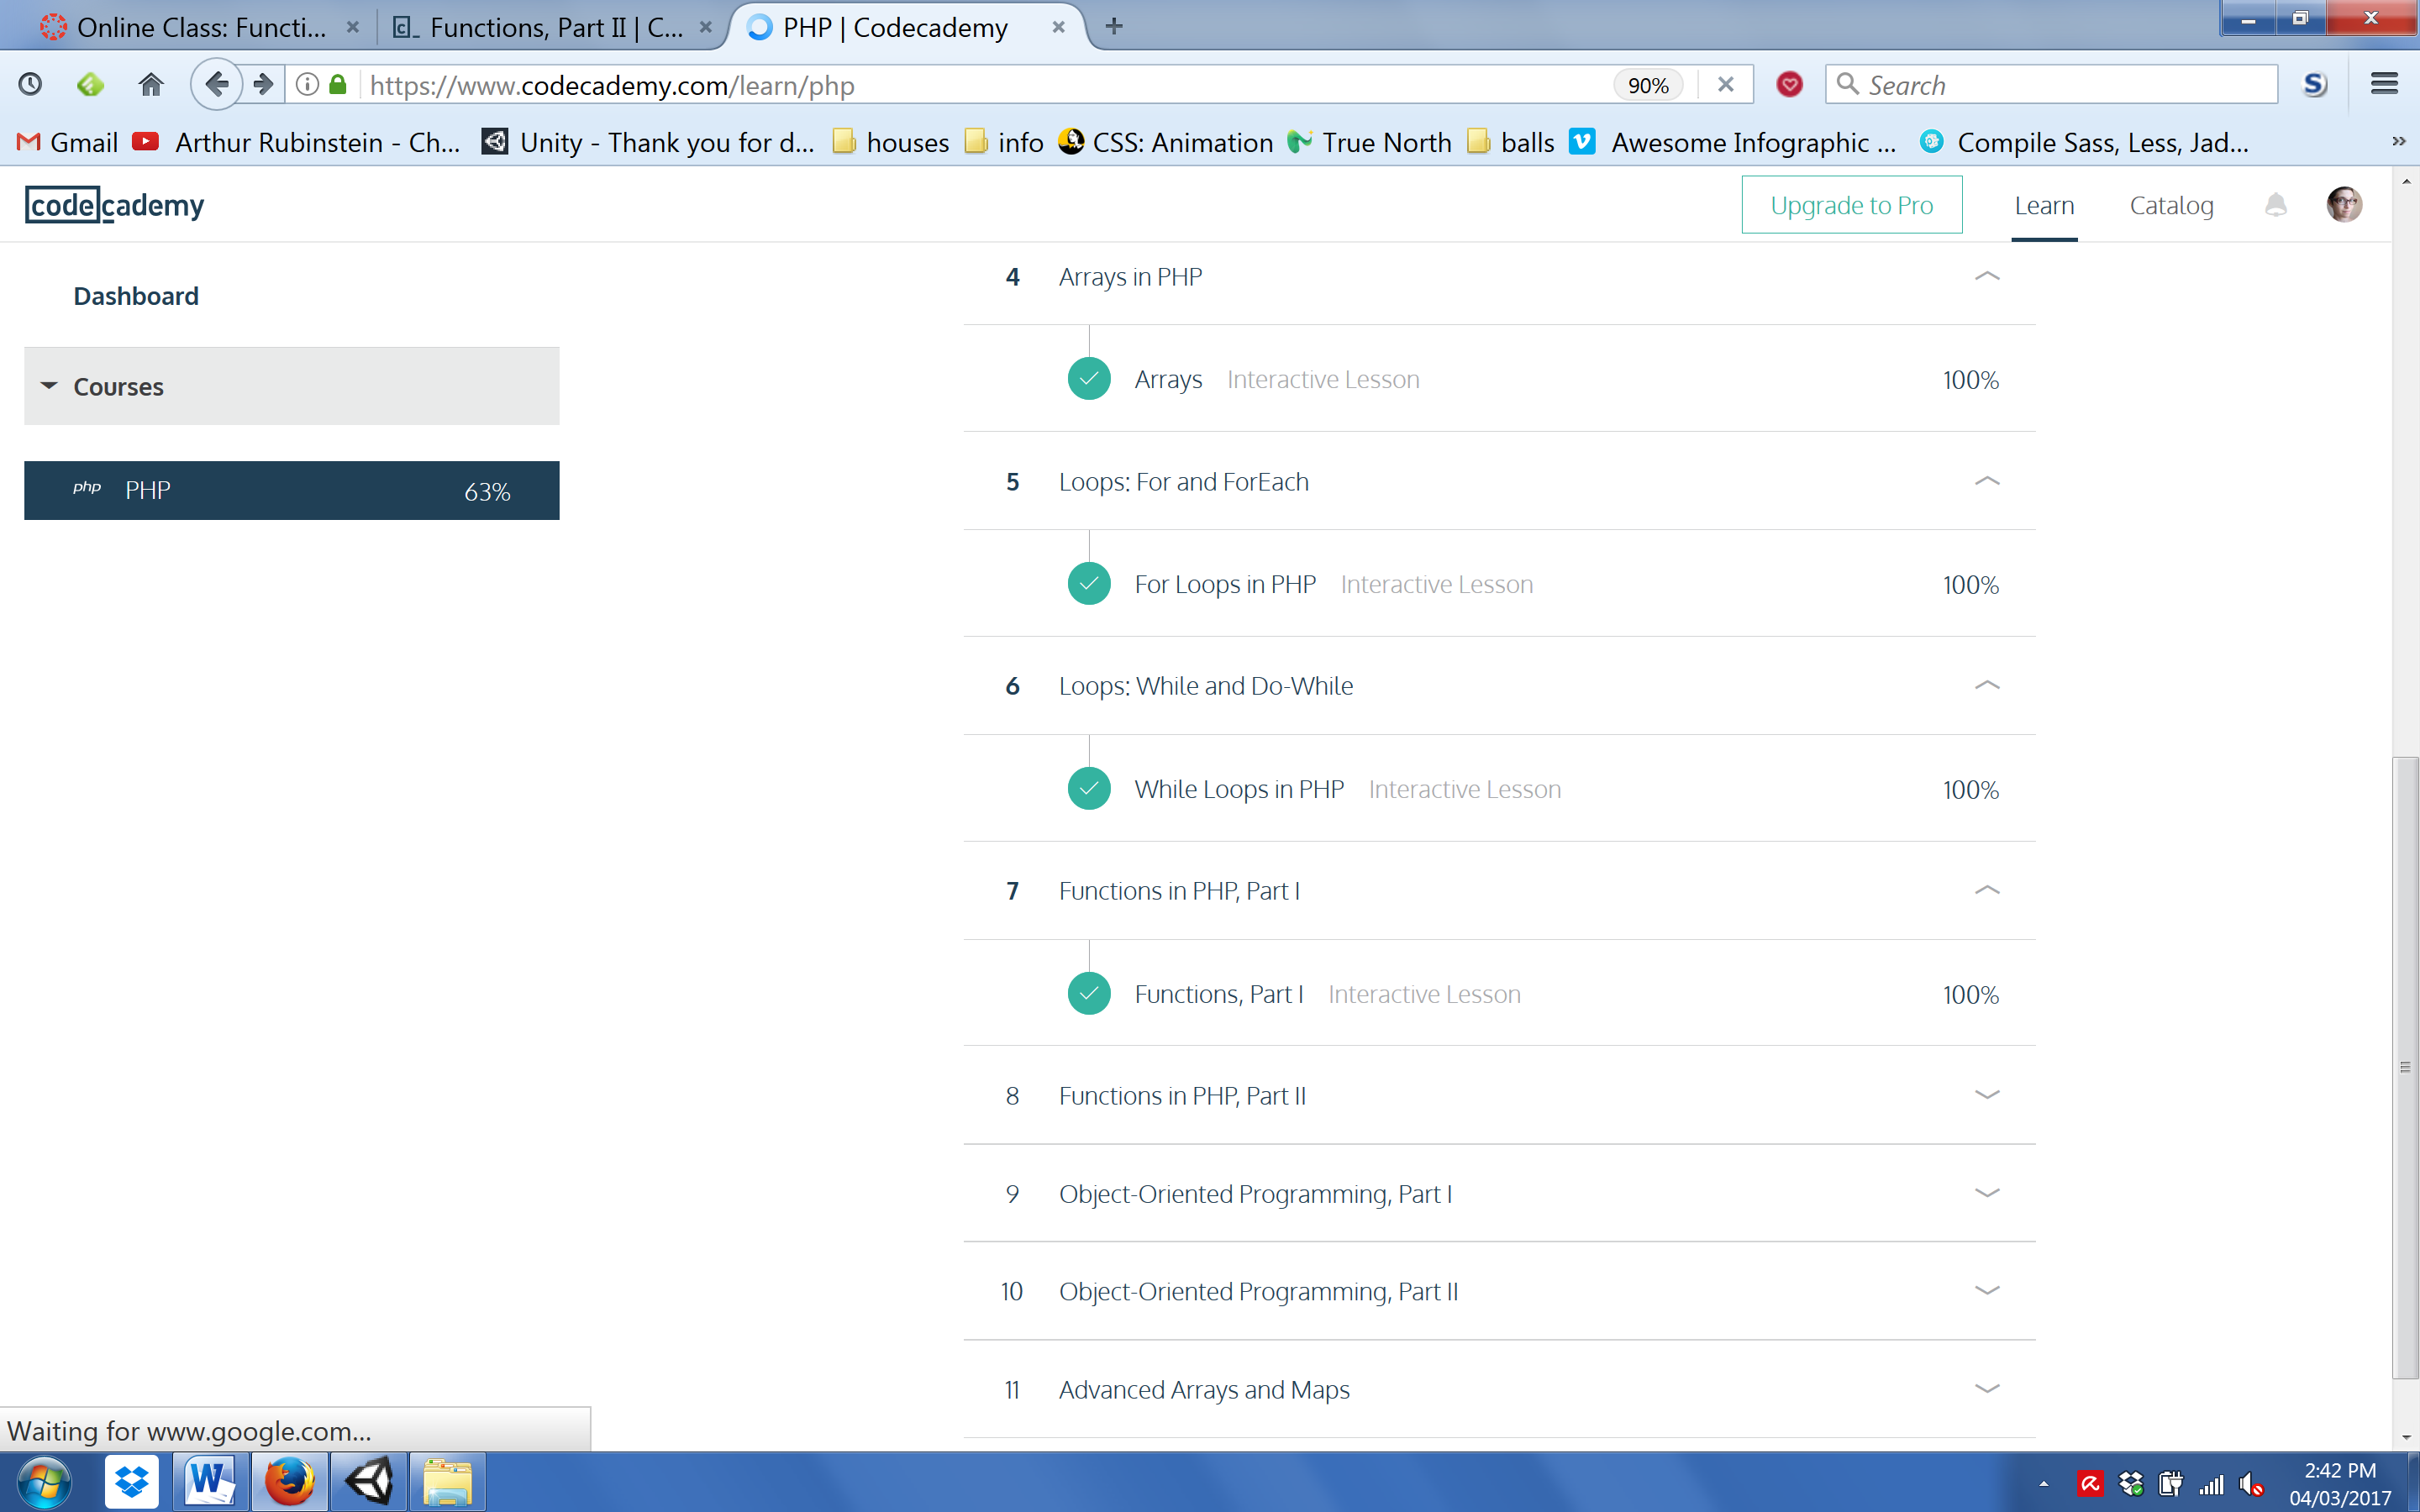 Online Class: Functi...
Functions, Part II | C...
PHP | Codecademy
https://www.codecademy.com/learn/php
90%
Search
Gmail
Arthur Rubinstein - Ch...
Unity - Thank you for d...
houses
info
CSS: Animation
True North
balls
Awesome Infographic ...
Compile Sass, Less, Jad...
codecademy
Upgrade to Pro
Learn
Catalog
Dashboard
Courses
php PHP 63%
4 Arrays in PHP
Arrays Interactive Lesson 100%
5 Loops: For and ForEach
For Loops in PHP Interactive Lesson 100%
6 Loops: While and Do-While
While Loops in PHP Interactive Lesson 100%
7 Functions in PHP, Part I
Functions, Part I Interactive Lesson 100%
8 Functions in PHP, Part II
9 Object-Oriented Programming, Part I
10 Object-Oriented Programming, Part II
11 Advanced Arrays and Maps
Waiting for www.google.com...
2:42 PM
04/03/2017